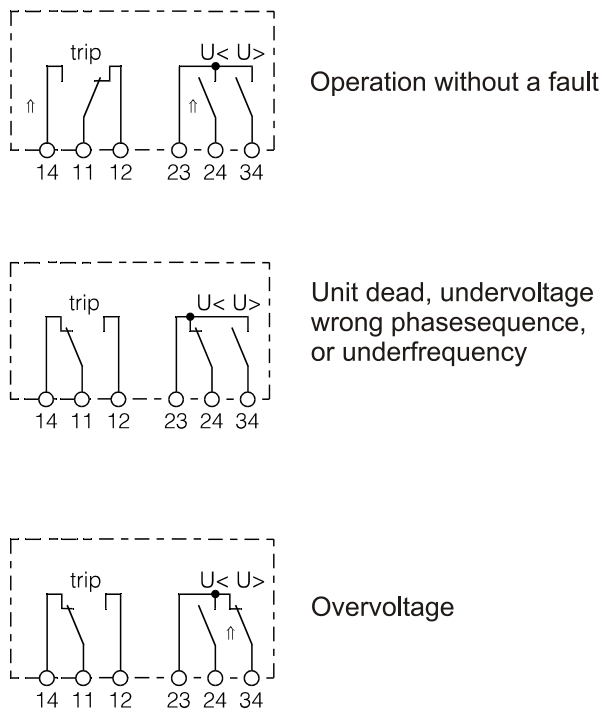 trip U< U>
Operation without a fault
⇑ ⇑
14 11 12 23 24 34
trip U< U>
Unit dead, undervoltage
wrong phasesequence,
or underfrequency
14 11 12 23 24 34
trip U< U>
Overvoltage
⇑
14 11 12 23 24 34